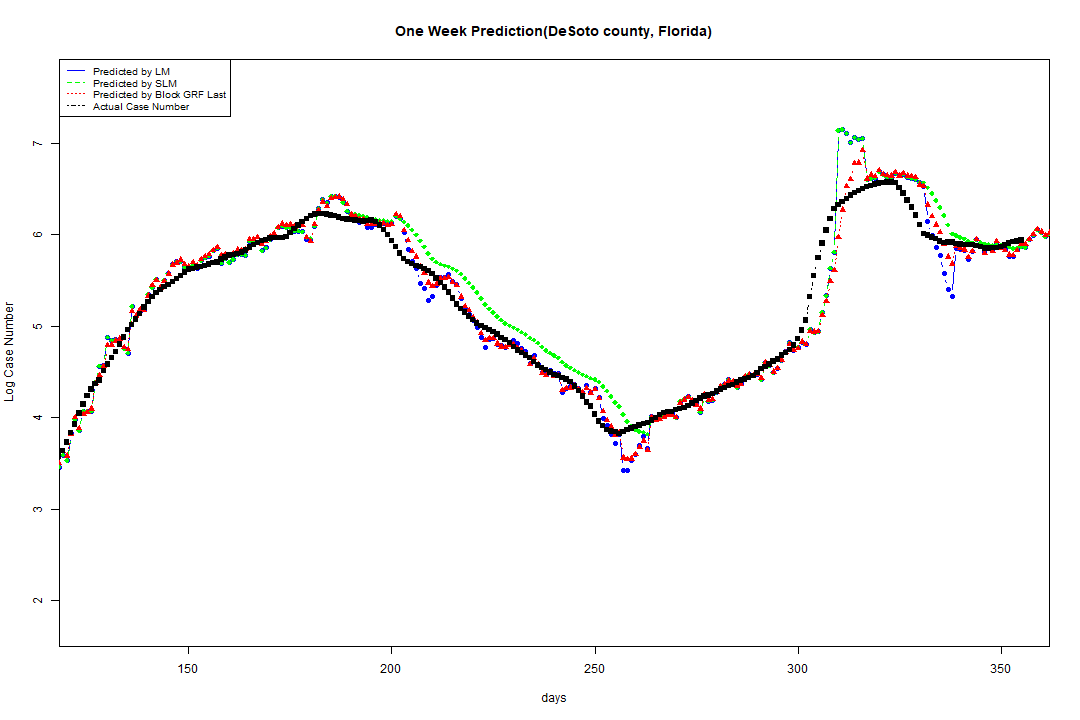 One Week Prediction(DeSoto county, Florida)
Predicted by LM
Predicted by SLM
Predicted by Block GRF Last
Actual Case Number
Log Case Number
7
6
5
4
3
2
150 200 250 300 350
days